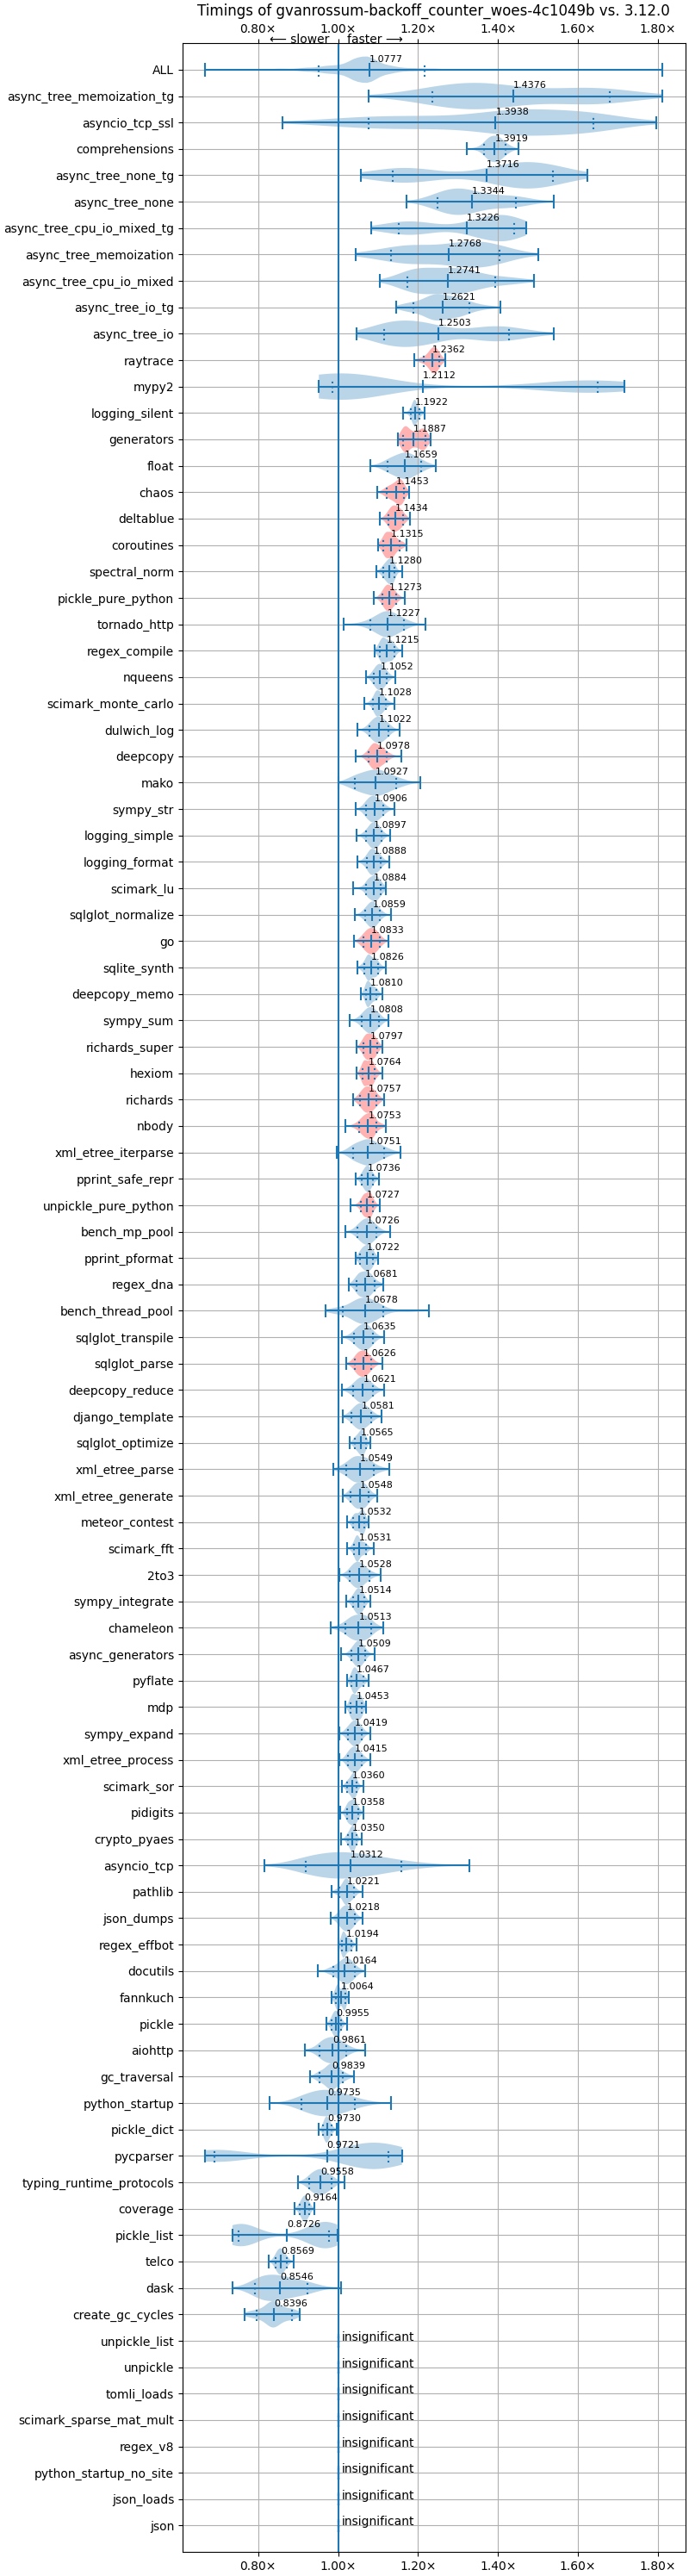 Timings of gvanrossum-backoff_counter_woes-4c1049b vs. 3.12.0
0.80× 1.00× 1.20× 1.40× 1.60× 1.80×
⟵ slower faster ⟶
ALL 1.0777
async_tree_memoization_tg 1.4376
asyncio_tcp_ssl 1.3938
comprehensions 1.3919
async_tree_none_tg 1.3716
async_tree_none 1.3344
async_tree_cpu_io_mixed_tg 1.3226
async_tree_memoization 1.2768
async_tree_cpu_io_mixed 1.2741
async_tree_io_tg 1.2621
async_tree_io 1.2503
raytrace 1.2362
mypy2 1.2112
logging_silent 1.1922
generators 1.1887
float 1.1659
chaos 1.1453
deltablue 1.1434
coroutines 1.1315
spectral_norm 1.1280
pickle_pure_python 1.1273
tornado_http 1.1227
regex_compile 1.1215
nqueens 1.1052
scimark_monte_carlo 1.1028
dulwich_log 1.1022
deepcopy 1.0978
mako 1.0927
sympy_str 1.0906
logging_simple 1.0897
logging_format 1.0888
scimark_lu 1.0884
sqlglot_normalize 1.0859
go 1.0833
sqlite_synth 1.0826
deepcopy_memo 1.0810
sympy_sum 1.0808
richards_super 1.0797
hexiom 1.0764
richards 1.0757
nbody 1.0753
xml_etree_iterparse 1.0751
pprint_safe_repr 1.0736
unpickle_pure_python 1.0727
bench_mp_pool 1.0726
pprint_pformat 1.0722
regex_dna 1.0681
bench_thread_pool 1.0678
sqlglot_transpile 1.0635
sqlglot_parse 1.0626
deepcopy_reduce 1.0621
django_template 1.0581
sqlglot_optimize 1.0565
xml_etree_parse 1.0549
xml_etree_generate 1.0548
meteor_contest 1.0532
scimark_fft 1.0531
2to3 1.0528
sympy_integrate 1.0514
chameleon 1.0513
async_generators 1.0509
pyflate 1.0467
mdp 1.0453
sympy_expand 1.0419
xml_etree_process 1.0415
scimark_sor 1.0360
pidigits 1.0358
crypto_pyaes 1.0350
asyncio_tcp 1.0312
pathlib 1.0221
json_dumps 1.0218
regex_effbot 1.0194
docutils 1.0164
fannkuch 1.0064
pickle 0.9955
aiohttp 0.9861
gc_traversal 0.9839
python_startup 0.9735
pickle_dict 0.9730
pycparser 0.9721
typing_runtime_protocols 0.9558
coverage 0.9164
pickle_list 0.8726
telco 0.8569
dask 0.8546
create_gc_cycles 0.8396
unpickle_list insignificant
unpickle insignificant
tomli_loads insignificant
scimark_sparse_mat_mult insignificant
regex_v8 insignificant
python_startup_no_site insignificant
json_loads insignificant
json insignificant
0.80× 1.00× 1.20× 1.40× 1.60× 1.80×